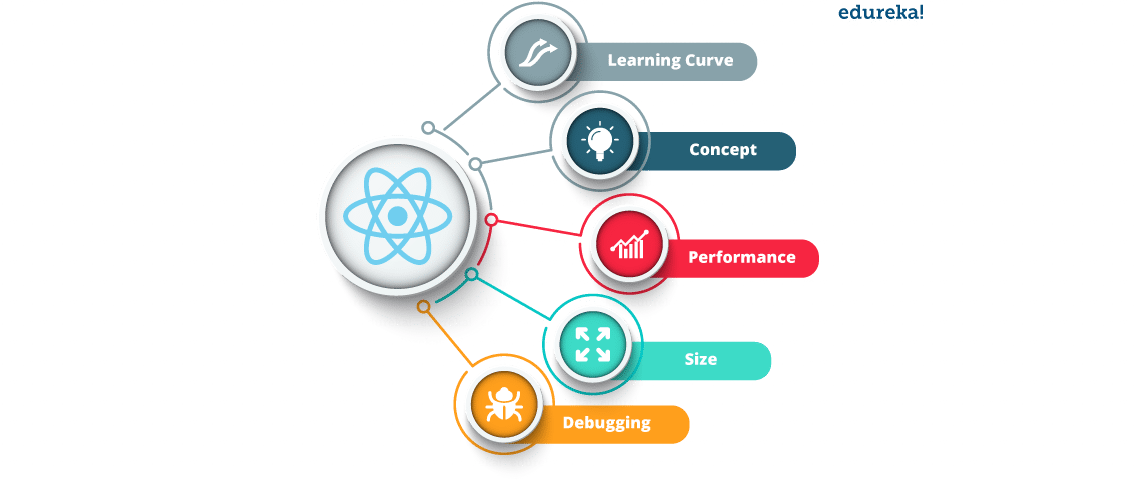 edureka!
Learning Curve
Concept
Performance
Size
Debugging